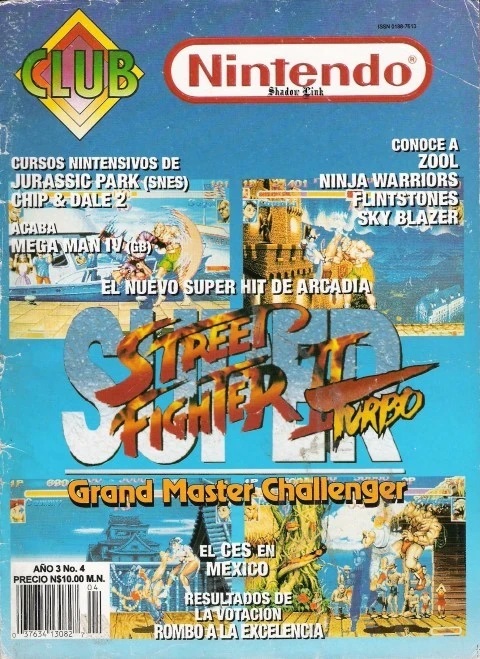 ISSN 0188-7613
CLUB
Nintendo®
Shadow Link
CURSOS NINTENSIVOS DE
JURASSIC PARK (SNES)
CHIP & DALE 2
ACABA
MEGA MAN IV (GB)
CONOCE A
ZOOL
NINJA WARRIORS
FLINTSTONES
SKY BLAZER
EL NUEVO SUPER HIT DE ARCADIA
SUPER
STREET
FIGHTER II
TURBO
Grand Master Challenger
EL CES EN
MEXICO
RESULTADOS DE
LA VOTACION
ROMBO A LA EXCELENCIA
AÑO 3 No. 4
PRECIO N$10.00 M.N.
04